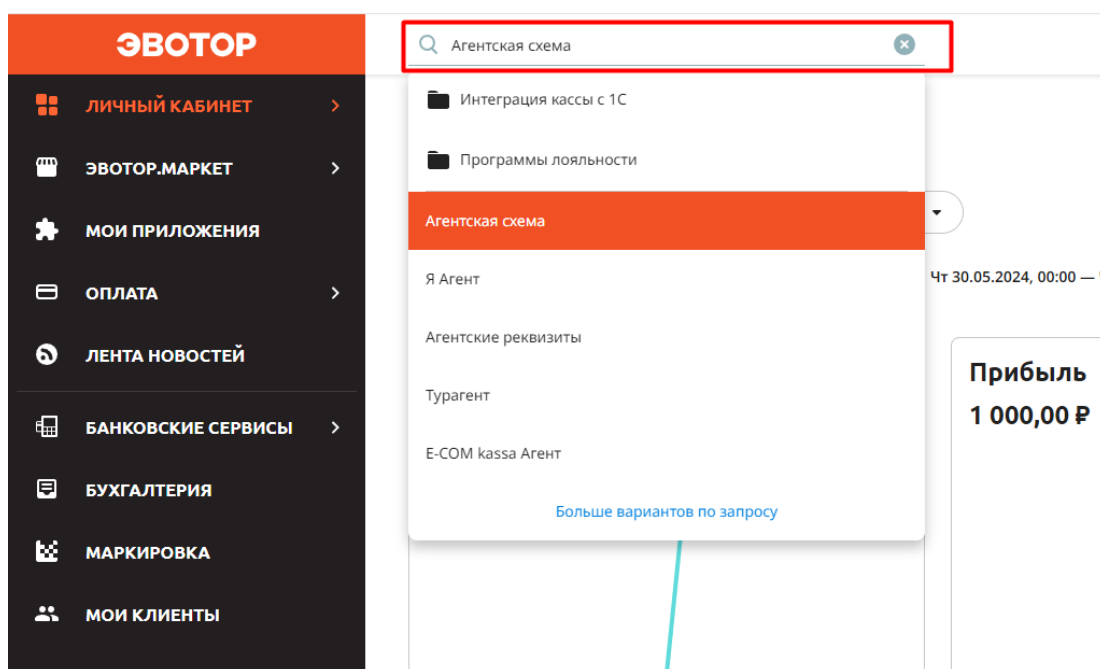 ЭВОТОР
ЛИЧНЫЙ КАБИНЕТ
ЭВОТОР.МАРКЕТ
МОИ ПРИЛОЖЕНИЯ
ОПЛАТА
ЛЕНТА НОВОСТЕЙ
БАНКОВСКИЕ СЕРВИСЫ
БУХГАЛТЕРИЯ
МАРКИРОВКА
МОИ КЛИЕНТЫ
Агентская схема
Интеграция кассы с 1С
Программы лояльности
Агентская схема
Я Агент
Агентские реквизиты
Турагент
E-COM kassa Агент
Больше вариантов по запросу
Чт 30.05.2024, 00:00 —
Прибыль
1 000,00 ₽